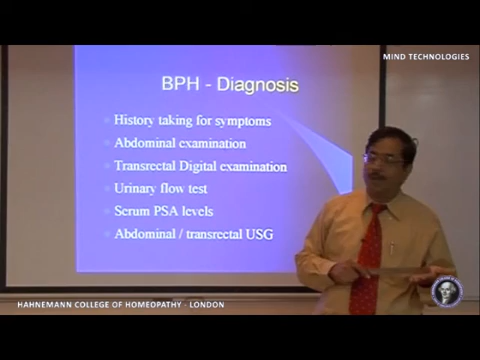 MIND TECHNOLOGIES
BPH - Diagnosis
History taking for symptoms
Abdominal examination
Transrectal Digital examination
Urinary flow test
Serum PSA levels
Abdominal / transrectal USG
HAHNEMANN COLLEGE OF HOMEOPATHY - LONDON